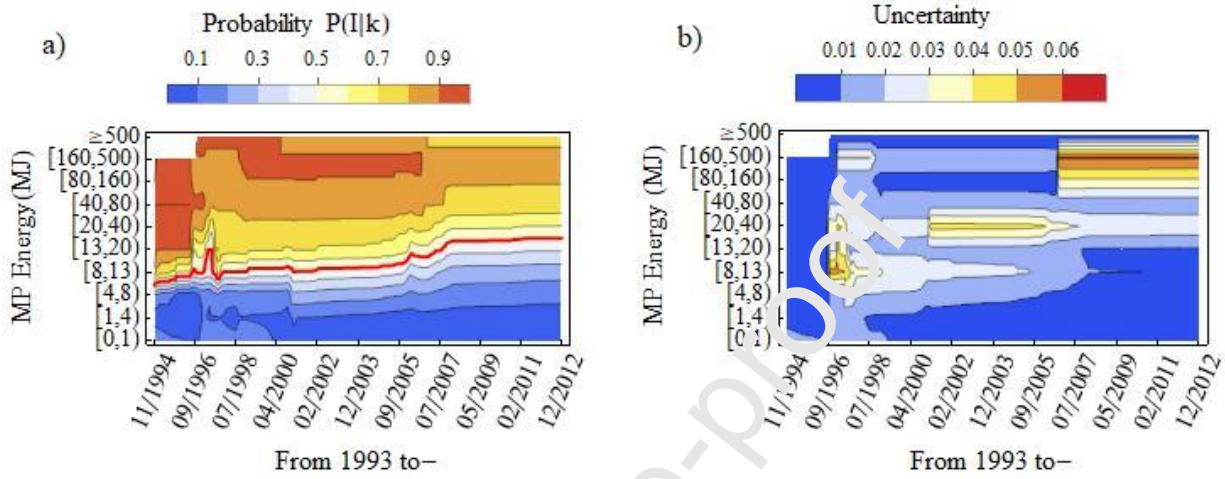 a)
Probability P(I|k)
0.1 0.3 0.5 0.7 0.9
MP Energy (MJ)
≥500
[160,500)
[80,160)
[40,80)
[20,40)
[13,20)
[8,13)
[4,8)
[1,4)
[0,1)
11/1994 09/1996 07/1998 04/2000 02/2002 12/2003 09/2005 07/2007 05/2009 02/2011 12/2012
From 1993 to–
b)
Uncertainty
0.01 0.02 0.03 0.04 0.05 0.06
MP Energy (MJ)
≥500
[160,500)
[80,160)
[40,80)
[20,40)
[13,20)
[8,13)
[4,8)
[1,4)
[0,1)
11/1994 09/1996 07/1998 04/2000 02/2002 12/2003 09/2005 07/2007 05/2009 02/2011 12/2012
From 1993 to–
-proof